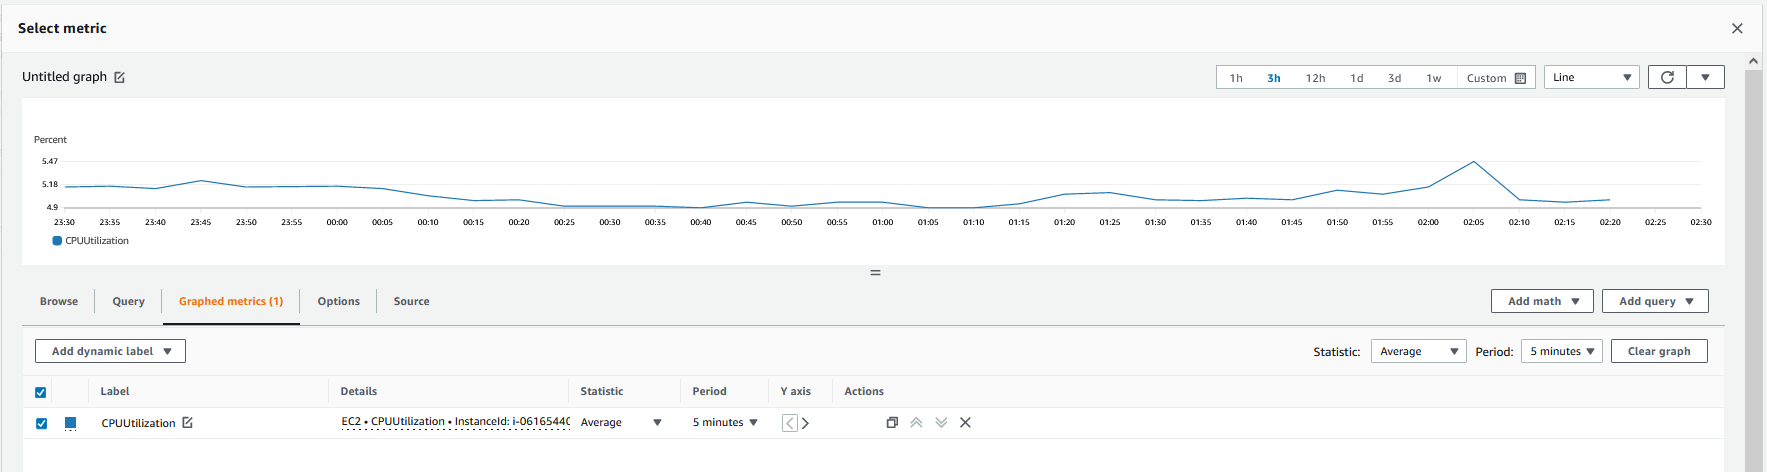 Select metric
Untitled graph
1h 3h 12h 1d 3d 1w Custom Line
Percent
5.47
5.18
4.9
23:30 23:35 23:40 23:45 23:50 23:55 00:00 00:05 00:10 00:15 00:20 00:25 00:30 00:35 00:40 00:45 00:50 00:55 01:00 01:05 01:10 01:15 01:20 01:25 01:30 01:35 01:40 01:45 01:50 01:55 02:00 02:05 02:10 02:15 02:20 02:25 02:30
CPUUtilization
Browse Query Graphed metrics (1) Options Source Add math Add query
Add dynamic label Statistic: Average Period: 5 minutes Clear graph
Label Details Statistic Period Y axis Actions
CPUUtilization EC2 • CPUUtilization • InstanceId: i-0616544( Average 5 minutes